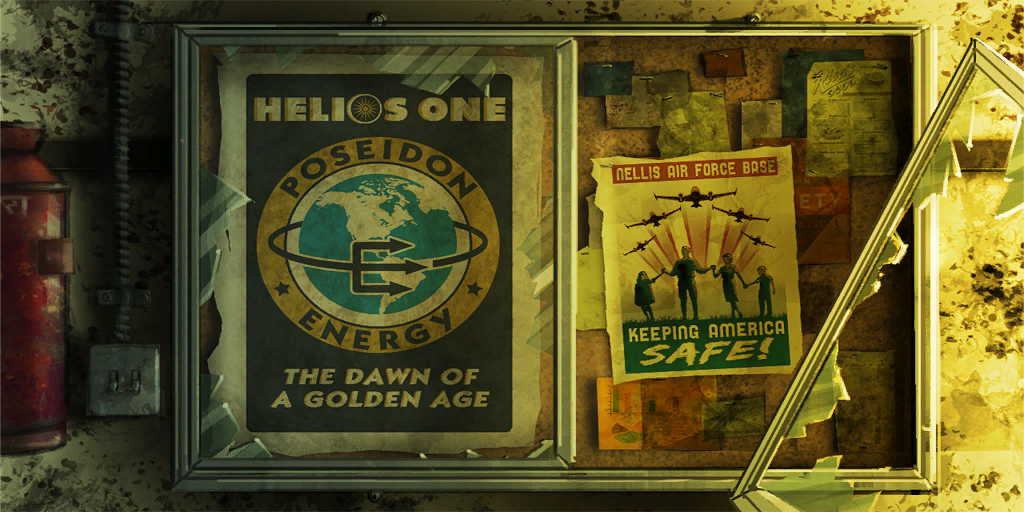 HELIOS ONE
POSEIDON
ENERGY
THE DAWN OF
A GOLDEN AGE
NELLIS AIR FORCE BASE
KEEPING AMERICA
SAFE!